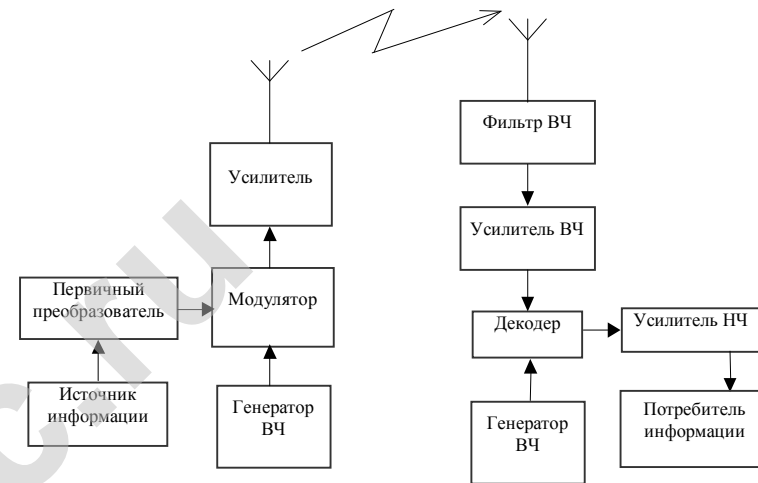 Фильтр ВЧ
Усилитель
Усилитель ВЧ
Первичный
преобразователь
Модулятор
Декодер
Усилитель НЧ
Источник
информации
Генератор
ВЧ
Генератор
ВЧ
Потребитель
информации
c.ru